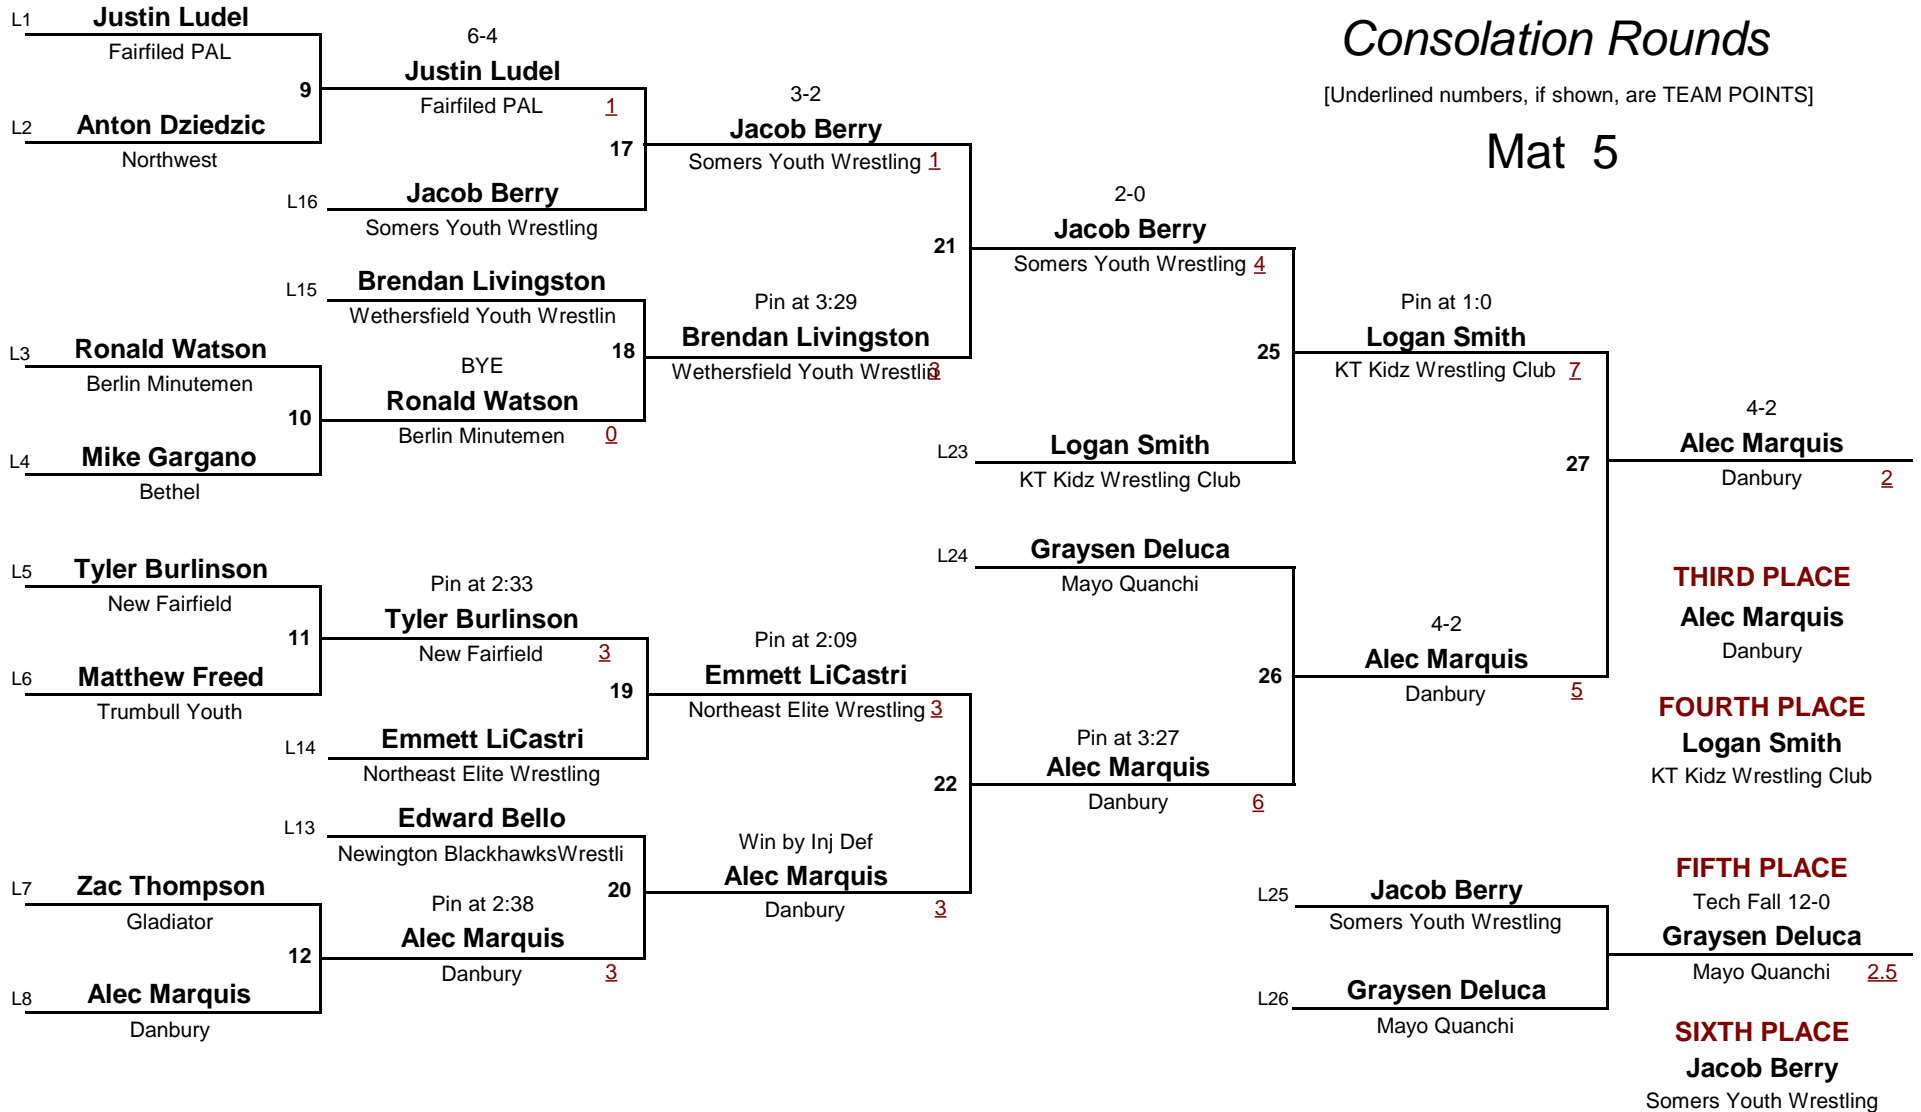 Consolation Rounds
[Underlined numbers, if shown, are TEAM POINTS]
Mat 5
L1 Justin Ludel
Fairfiled PAL
9
L2 Anton Dziedzic
Northwest
6-4
Justin Ludel
Fairfiled PAL 1
17
L16 Jacob Berry
Somers Youth Wrestling
3-2
Jacob Berry
Somers Youth Wrestling 1
L15 Brendan Livingston
Wethersfield Youth Wrestlin
18
L3 Ronald Watson
Berlin Minutemen
10
L4 Mike Gargano
Bethel
BYE
Ronald Watson
Berlin Minutemen 0
Pin at 3:29
Brendan Livingston
Wethersfield Youth Wrestlin 3
21
2-0
Jacob Berry
Somers Youth Wrestling 4
25
L23 Logan Smith
KT Kidz Wrestling Club
Pin at 1:0
Logan Smith
KT Kidz Wrestling Club 7
27
4-2
Alec Marquis
Danbury 2
L5 Tyler Burlinson
New Fairfield
11
L6 Matthew Freed
Trumbull Youth
Pin at 2:33
Tyler Burlinson
New Fairfield 3
19
L14 Emmett LiCastri
Northeast Elite Wrestling
Pin at 2:09
Emmett LiCastri
Northeast Elite Wrestling 3
22
L13 Edward Bello
Newington BlackhawksWrestli
20
L7 Zac Thompson
Gladiator
12
L8 Alec Marquis
Danbury
Pin at 2:38
Alec Marquis
Danbury 3
Win by Inj Def
Alec Marquis
Danbury 3
L24 Graysen Deluca
Mayo Quanchi
26
Pin at 3:27
Alec Marquis
Danbury 6
4-2
Alec Marquis
Danbury 5
THIRD PLACE
Alec Marquis
Danbury
FOURTH PLACE
Logan Smith
KT Kidz Wrestling Club
L25 Jacob Berry
Somers Youth Wrestling
L26 Graysen Deluca
Mayo Quanchi
FIFTH PLACE
Tech Fall 12-0
Graysen Deluca
Mayo Quanchi 2.5
SIXTH PLACE
Jacob Berry
Somers Youth Wrestling